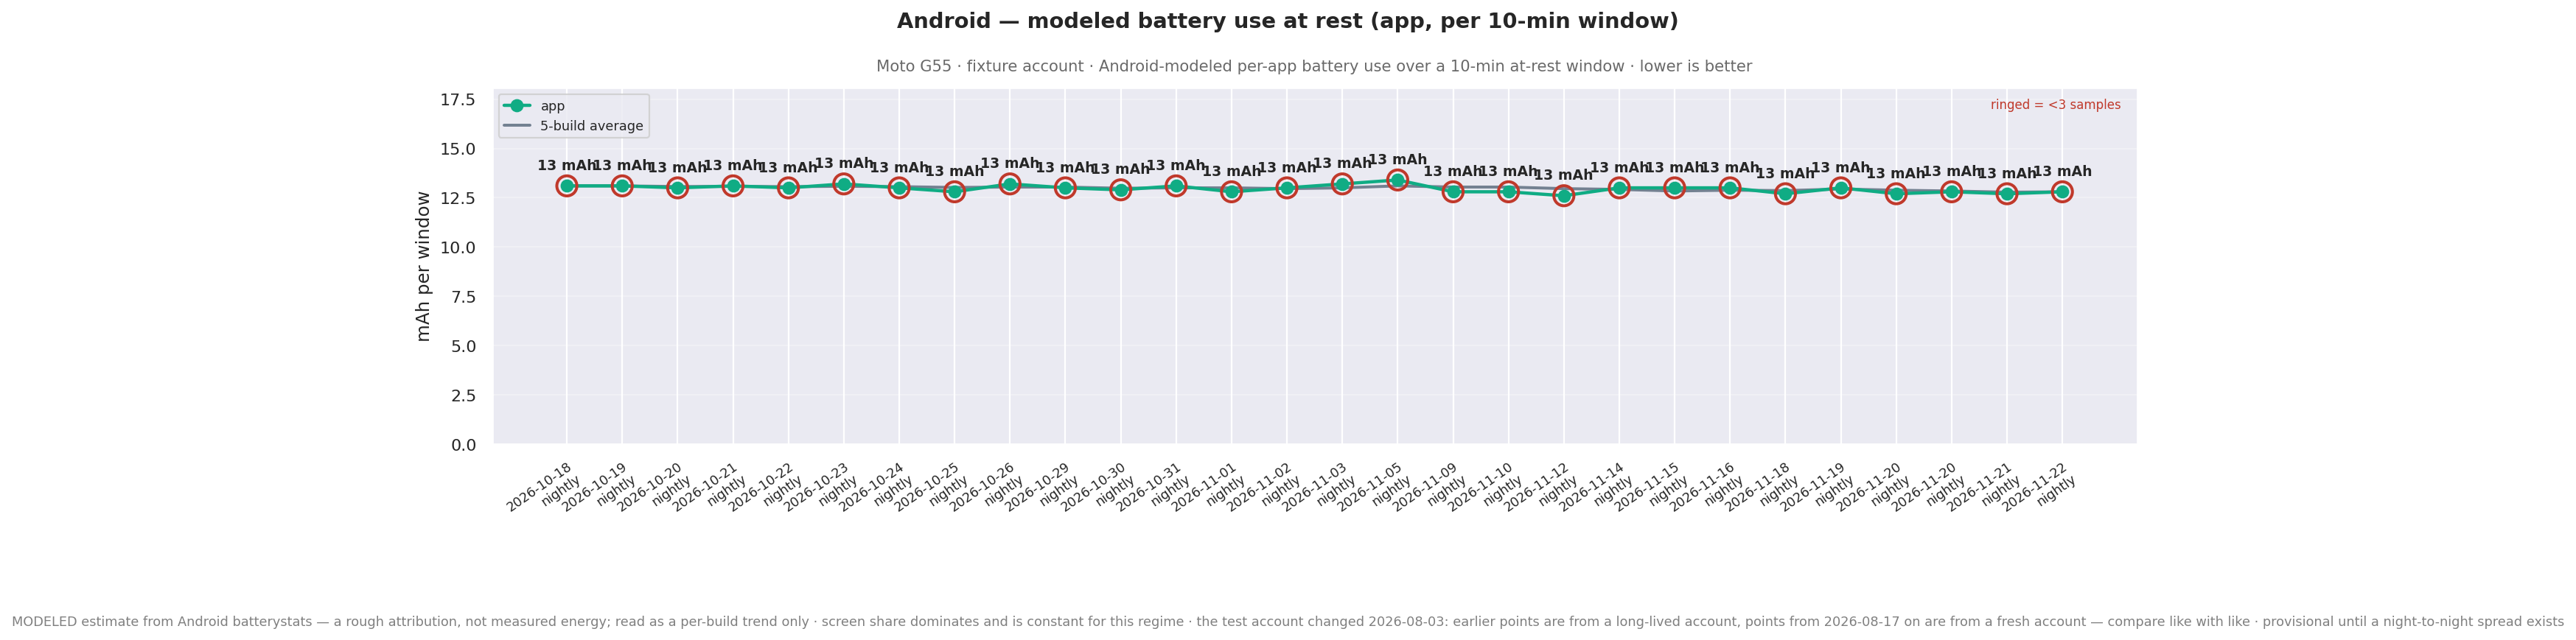 Android — modeled battery use at rest (app, per 10-min window)
Moto G55 · fixture account · Android-modeled per-app battery use over a 10-min at-rest window · lower is better
app
5-build average
ringed = <3 samples
mAh per window
17.5
15.0
12.5
10.0
7.5
5.0
2.5
0.0
13 mAh 13 mAh 13 mAh 13 mAh 13 mAh 13 mAh 13 mAh 13 mAh 13 mAh 13 mAh 13 mAh 13 mAh 13 mAh 13 mAh 13 mAh 13 mAh 13 mAh 13 mAh 13 mAh 13 mAh 13 mAh 13 mAh 13 mAh 13 mAh 13 mAh 13 mAh 13 mAh 13 mAh
2026-10-18
nightly
2026-10-19
nightly
2026-10-20
nightly
2026-10-21
nightly
2026-10-22
nightly
2026-10-23
nightly
2026-10-24
nightly
2026-10-25
nightly
2026-10-26
nightly
2026-10-29
nightly
2026-10-30
nightly
2026-10-31
nightly
2026-11-01
nightly
2026-11-02
nightly
2026-11-03
nightly
2026-11-05
nightly
2026-11-09
nightly
2026-11-10
nightly
2026-11-12
nightly
2026-11-14
nightly
2026-11-15
nightly
2026-11-16
nightly
2026-11-18
nightly
2026-11-19
nightly
2026-11-20
nightly
2026-11-20
nightly
2026-11-21
nightly
2026-11-22
nightly
MODELED estimate from Android batterystats — a rough attribution, not measured energy; read as a per-build trend only · screen share dominates and is constant for this regime · the test account changed 2026-08-03: earlier points are from a long-lived account, points from 2026-08-17 on are from a fresh account — compare like with like · provisional until a night-to-night spread exists